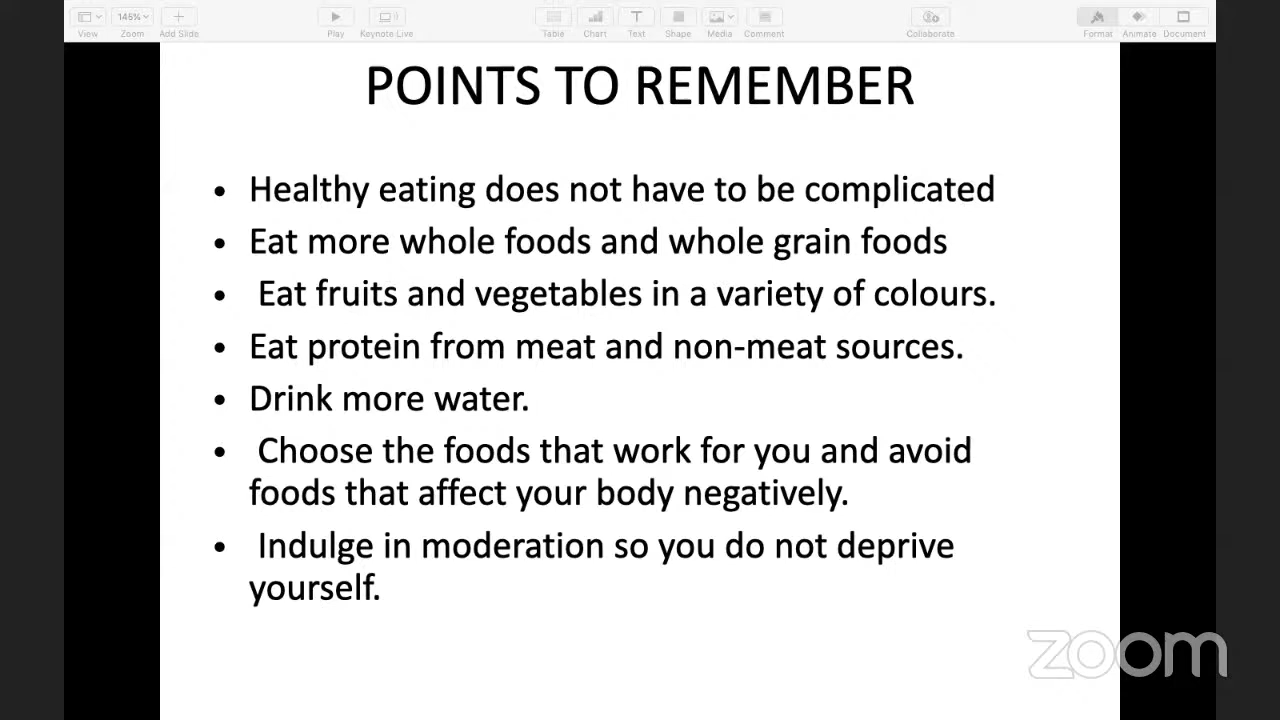 145%
View Zoom Add Slide Play Keynote Live Table Chart Text Shape Media Comment Collaborate Format Animate Document
POINTS TO REMEMBER
• Healthy eating does not have to be complicated
• Eat more whole foods and whole grain foods
• Eat fruits and vegetables in a variety of colours.
• Eat protein from meat and non-meat sources.
• Drink more water.
• Choose the foods that work for you and avoid
foods that affect your body negatively.
• Indulge in moderation so you do not deprive
yourself.
zoom